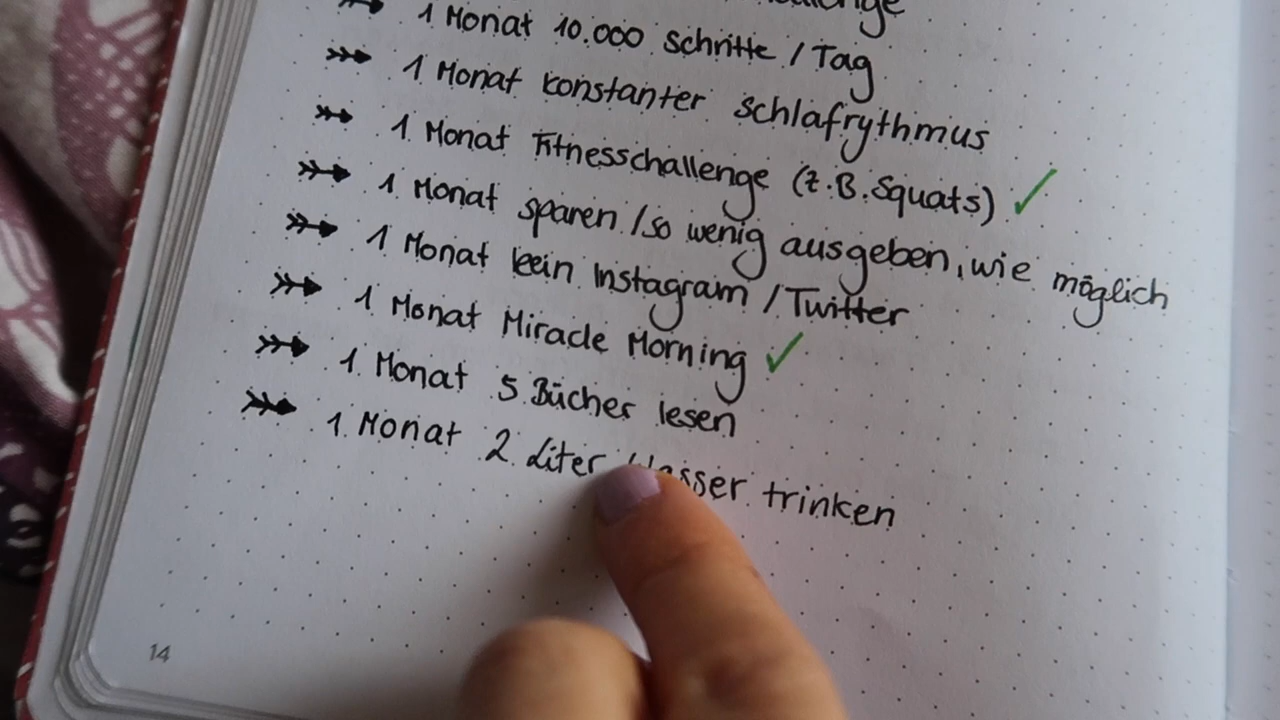 1 Monat 10.000 Schritte / Tag
1 Monat konstanter Schlafrythmus
1 Monat Fitnesschallenge (z.B. Squats) ✓
1 Monat sparen / so wenig ausgeben, wie möglich
1 Monat kein Instagram / Twitter
1 Monat Miracle Morning ✓
1 Monat 5 Bücher lesen
1 Monat 2 Liter Wasser trinken
14